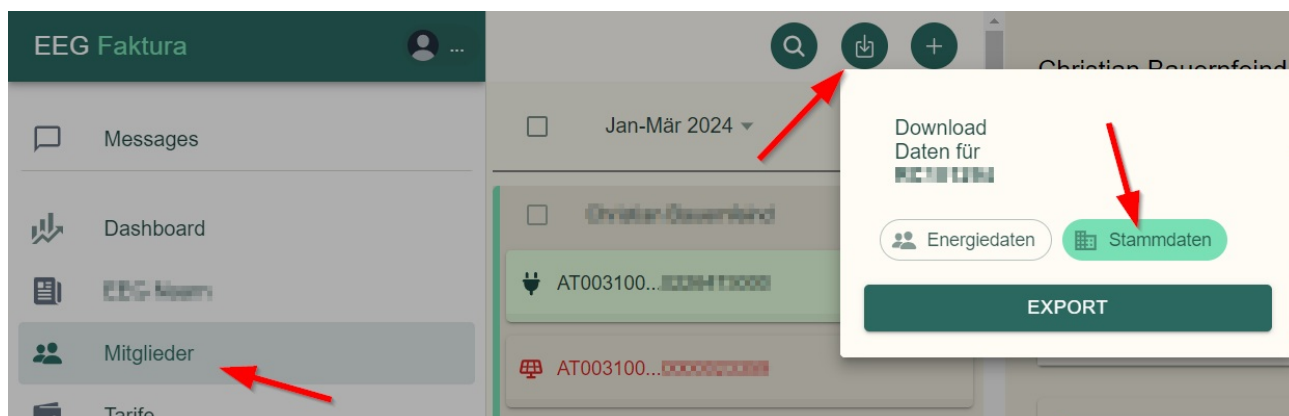 EEG Faktura
...
Messages
Dashboard
Mitglieder
Tarife
Jan-Mär 2024
AT003100...
AT003100...
Christian Bauernfeind
Download
Daten für
Energiedaten
Stammdaten
EXPORT